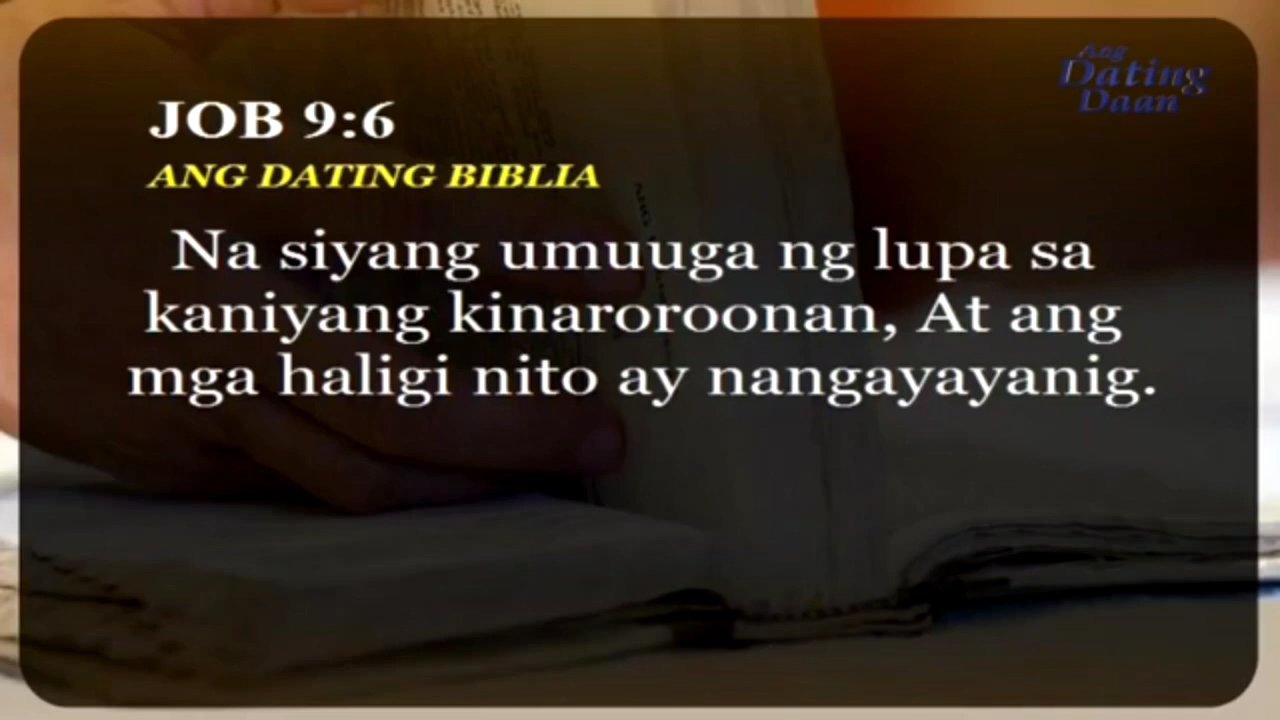 Ang
Dating
Daan
JOB 9:6
ANG DATING BIBLIA
Na siyang umuuga ng lupa sa
kaniyang kinaroroonan, At ang
mga haligi nito ay nangayayanig.